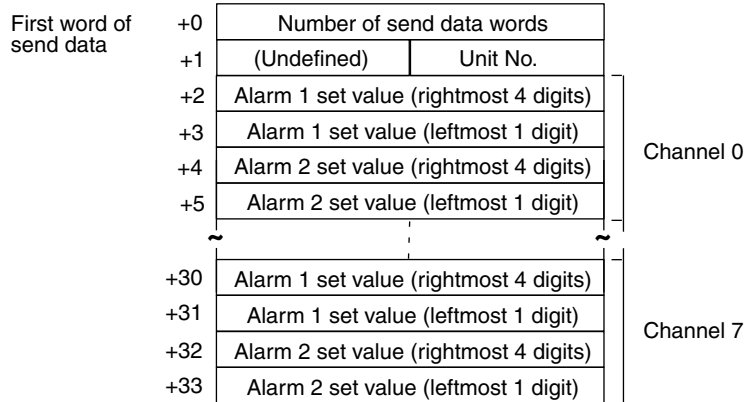 First word of
send data
+0 Number of send data words
+1 (Undefined) Unit No.
+2 Alarm 1 set value (rightmost 4 digits)
+3 Alarm 1 set value (leftmost 1 digit)
+4 Alarm 2 set value (rightmost 4 digits)
+5 Alarm 2 set value (leftmost 1 digit)
Channel 0
~ ~
+30 Alarm 1 set value (rightmost 4 digits)
+31 Alarm 1 set value (leftmost 1 digit)
+32 Alarm 2 set value (rightmost 4 digits)
+33 Alarm 2 set value (leftmost 1 digit)
Channel 7